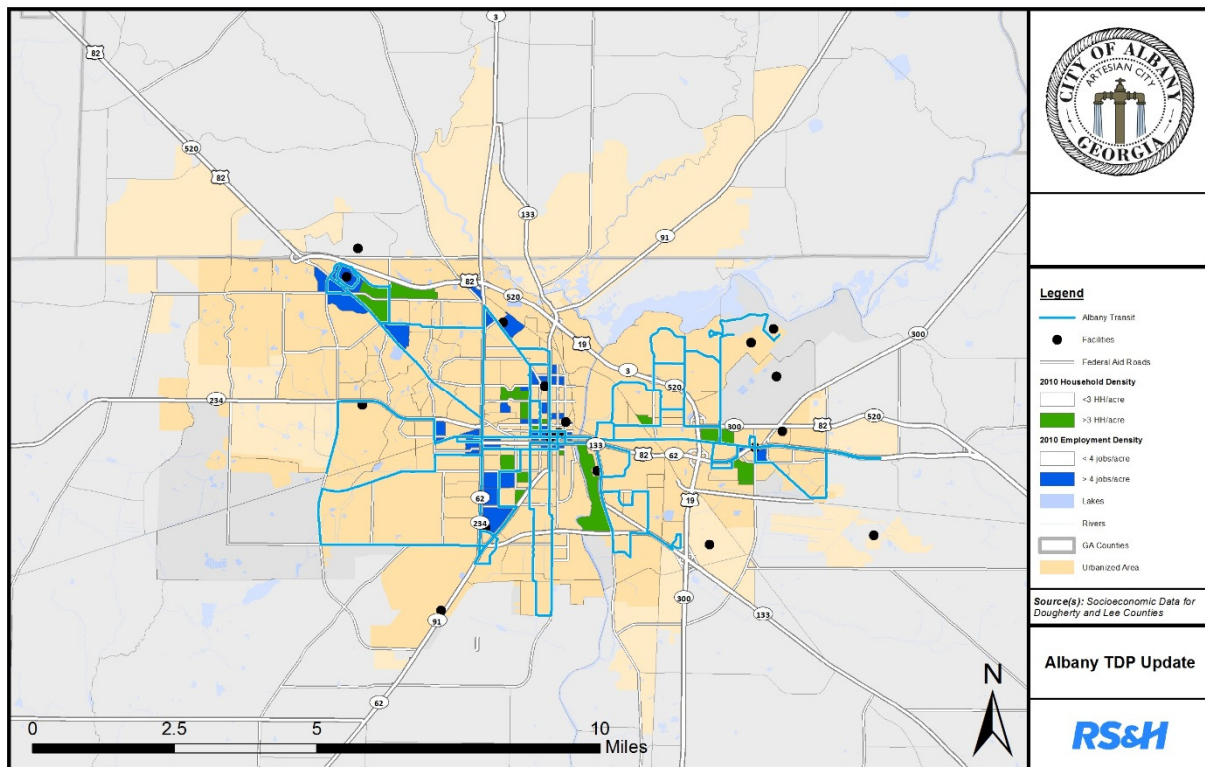 3
82
520
82
133
91
82
520
300
19
3
520
234
300
82
520
133
82
62
62
19
234
300
133
91
62
0
2.5
5
10
Miles
N
CITY OF ALBANY
ARTESIAN CITY
GEORGIA
Legend
Albany Transit
Facilities
Federal Aid Roads
2010 Household Density
<3 HH/acre
>3 HH/acre
2010 Employment Density
< 4 jobs/acre
> 4 jobs/acre
Lakes
Rivers
GA Counties
Urbanized Area
Source(s): Socioeconomic Data for
Dougherty and Lee Counties
Albany TDP Update
RS&H